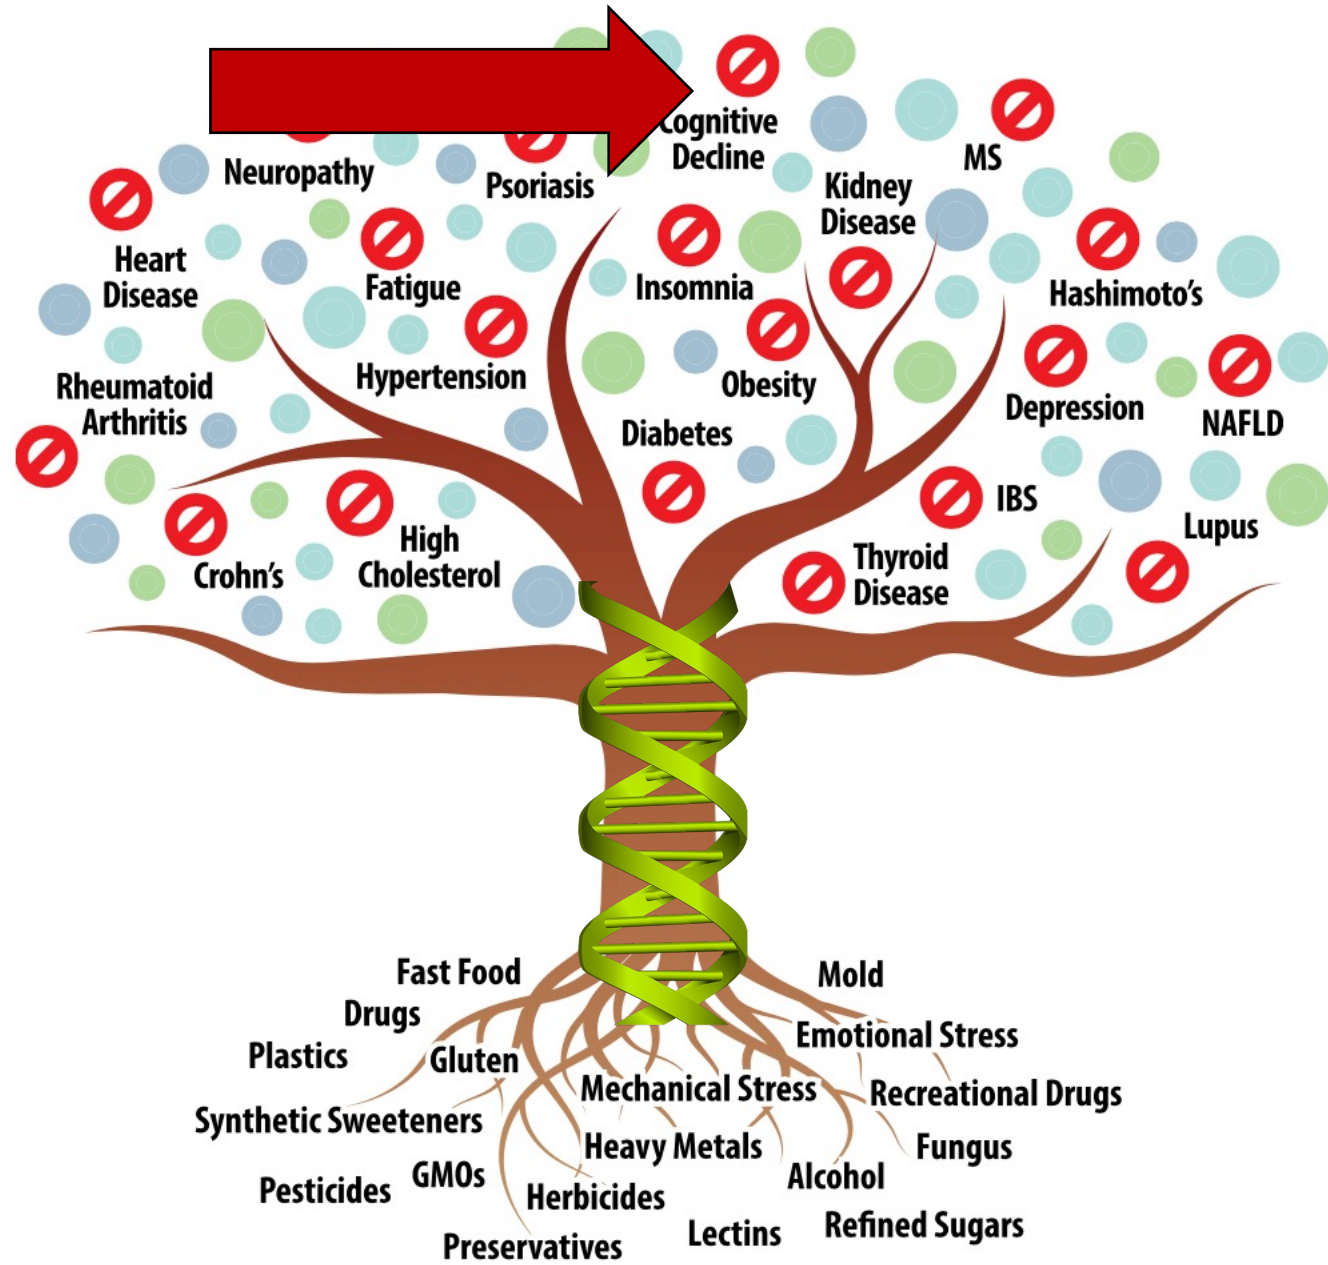 Cognitive
Decline
MS
Neuropathy
Psoriasis
Kidney
Disease
Heart
Disease
Fatigue
Insomnia
Hashimoto's
Hypertension
Obesity
Rheumatoid
Arthritis
Diabetes
Depression
NAFLD
IBS
Lupus
Crohn's
High
Cholesterol
Thyroid
Disease
Fast Food
Mold
Drugs
Emotional Stress
Plastics
Gluten
Mechanical Stress
Recreational Drugs
Synthetic Sweeteners
Heavy Metals
Fungus
Pesticides
GMOs
Herbicides
Alcohol
Preservatives
Lectins
Refined Sugars